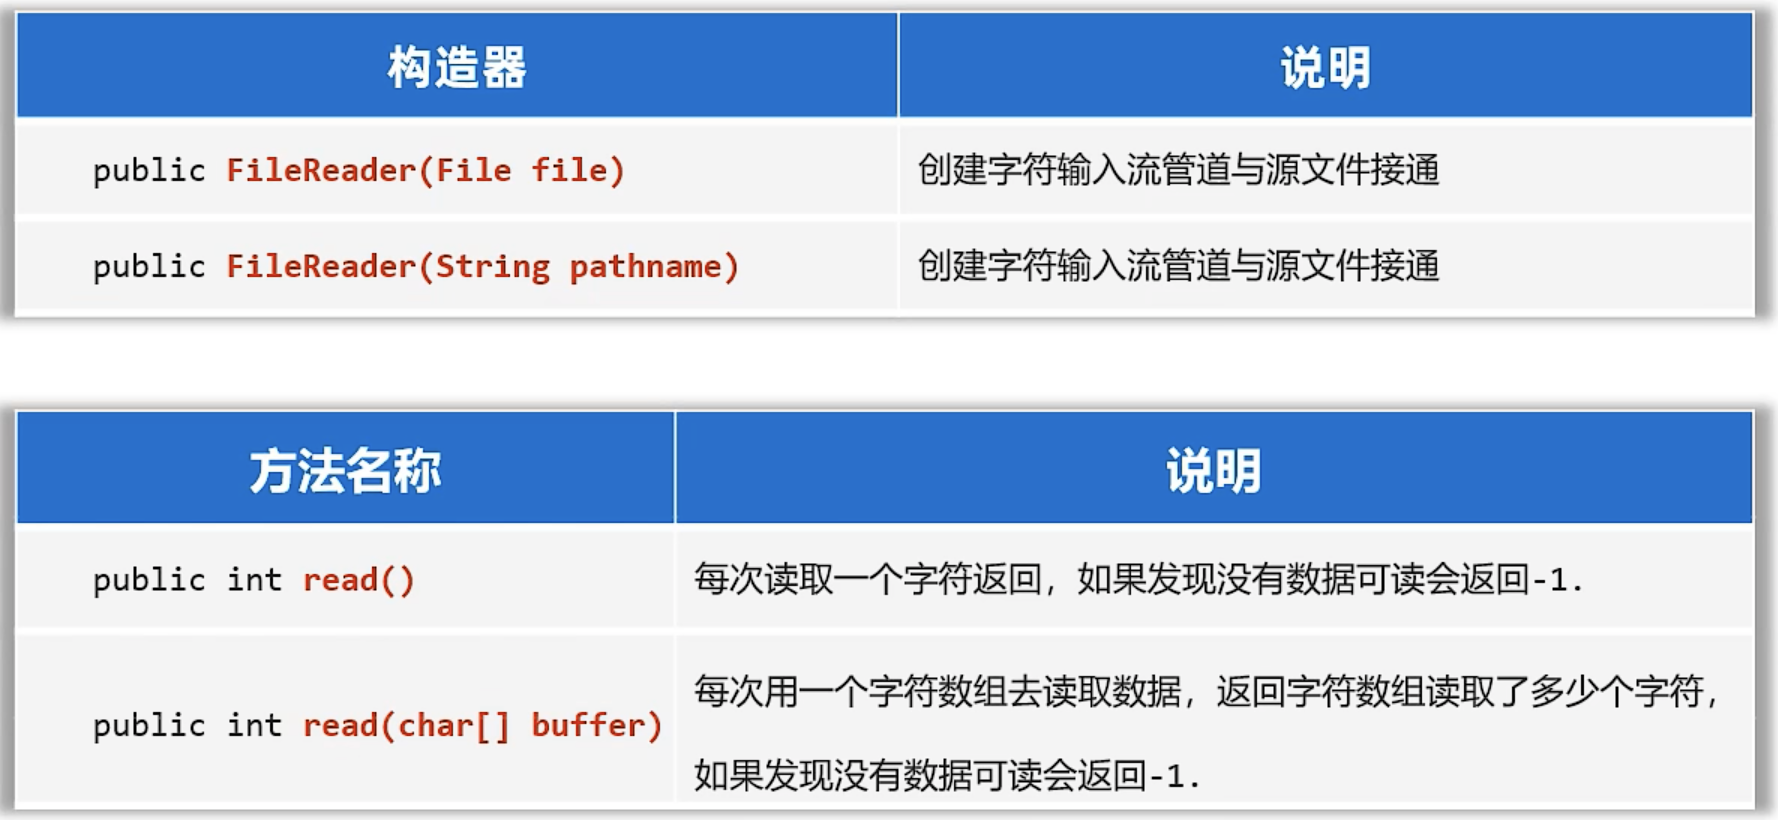 构造器 说明
public FileReader(File file) 创建字符输入流管道与源文件接通
public FileReader(String pathname) 创建字符输入流管道与源文件接通
方法名称 说明
public int read() 每次读取一个字符返回，如果发现没有数据可读会返回-1.
public int read(char[] buffer) 每次用一个字符数组去读取数据，返回字符数组读取了多少个字符，
如果发现没有数据可读会返回-1.